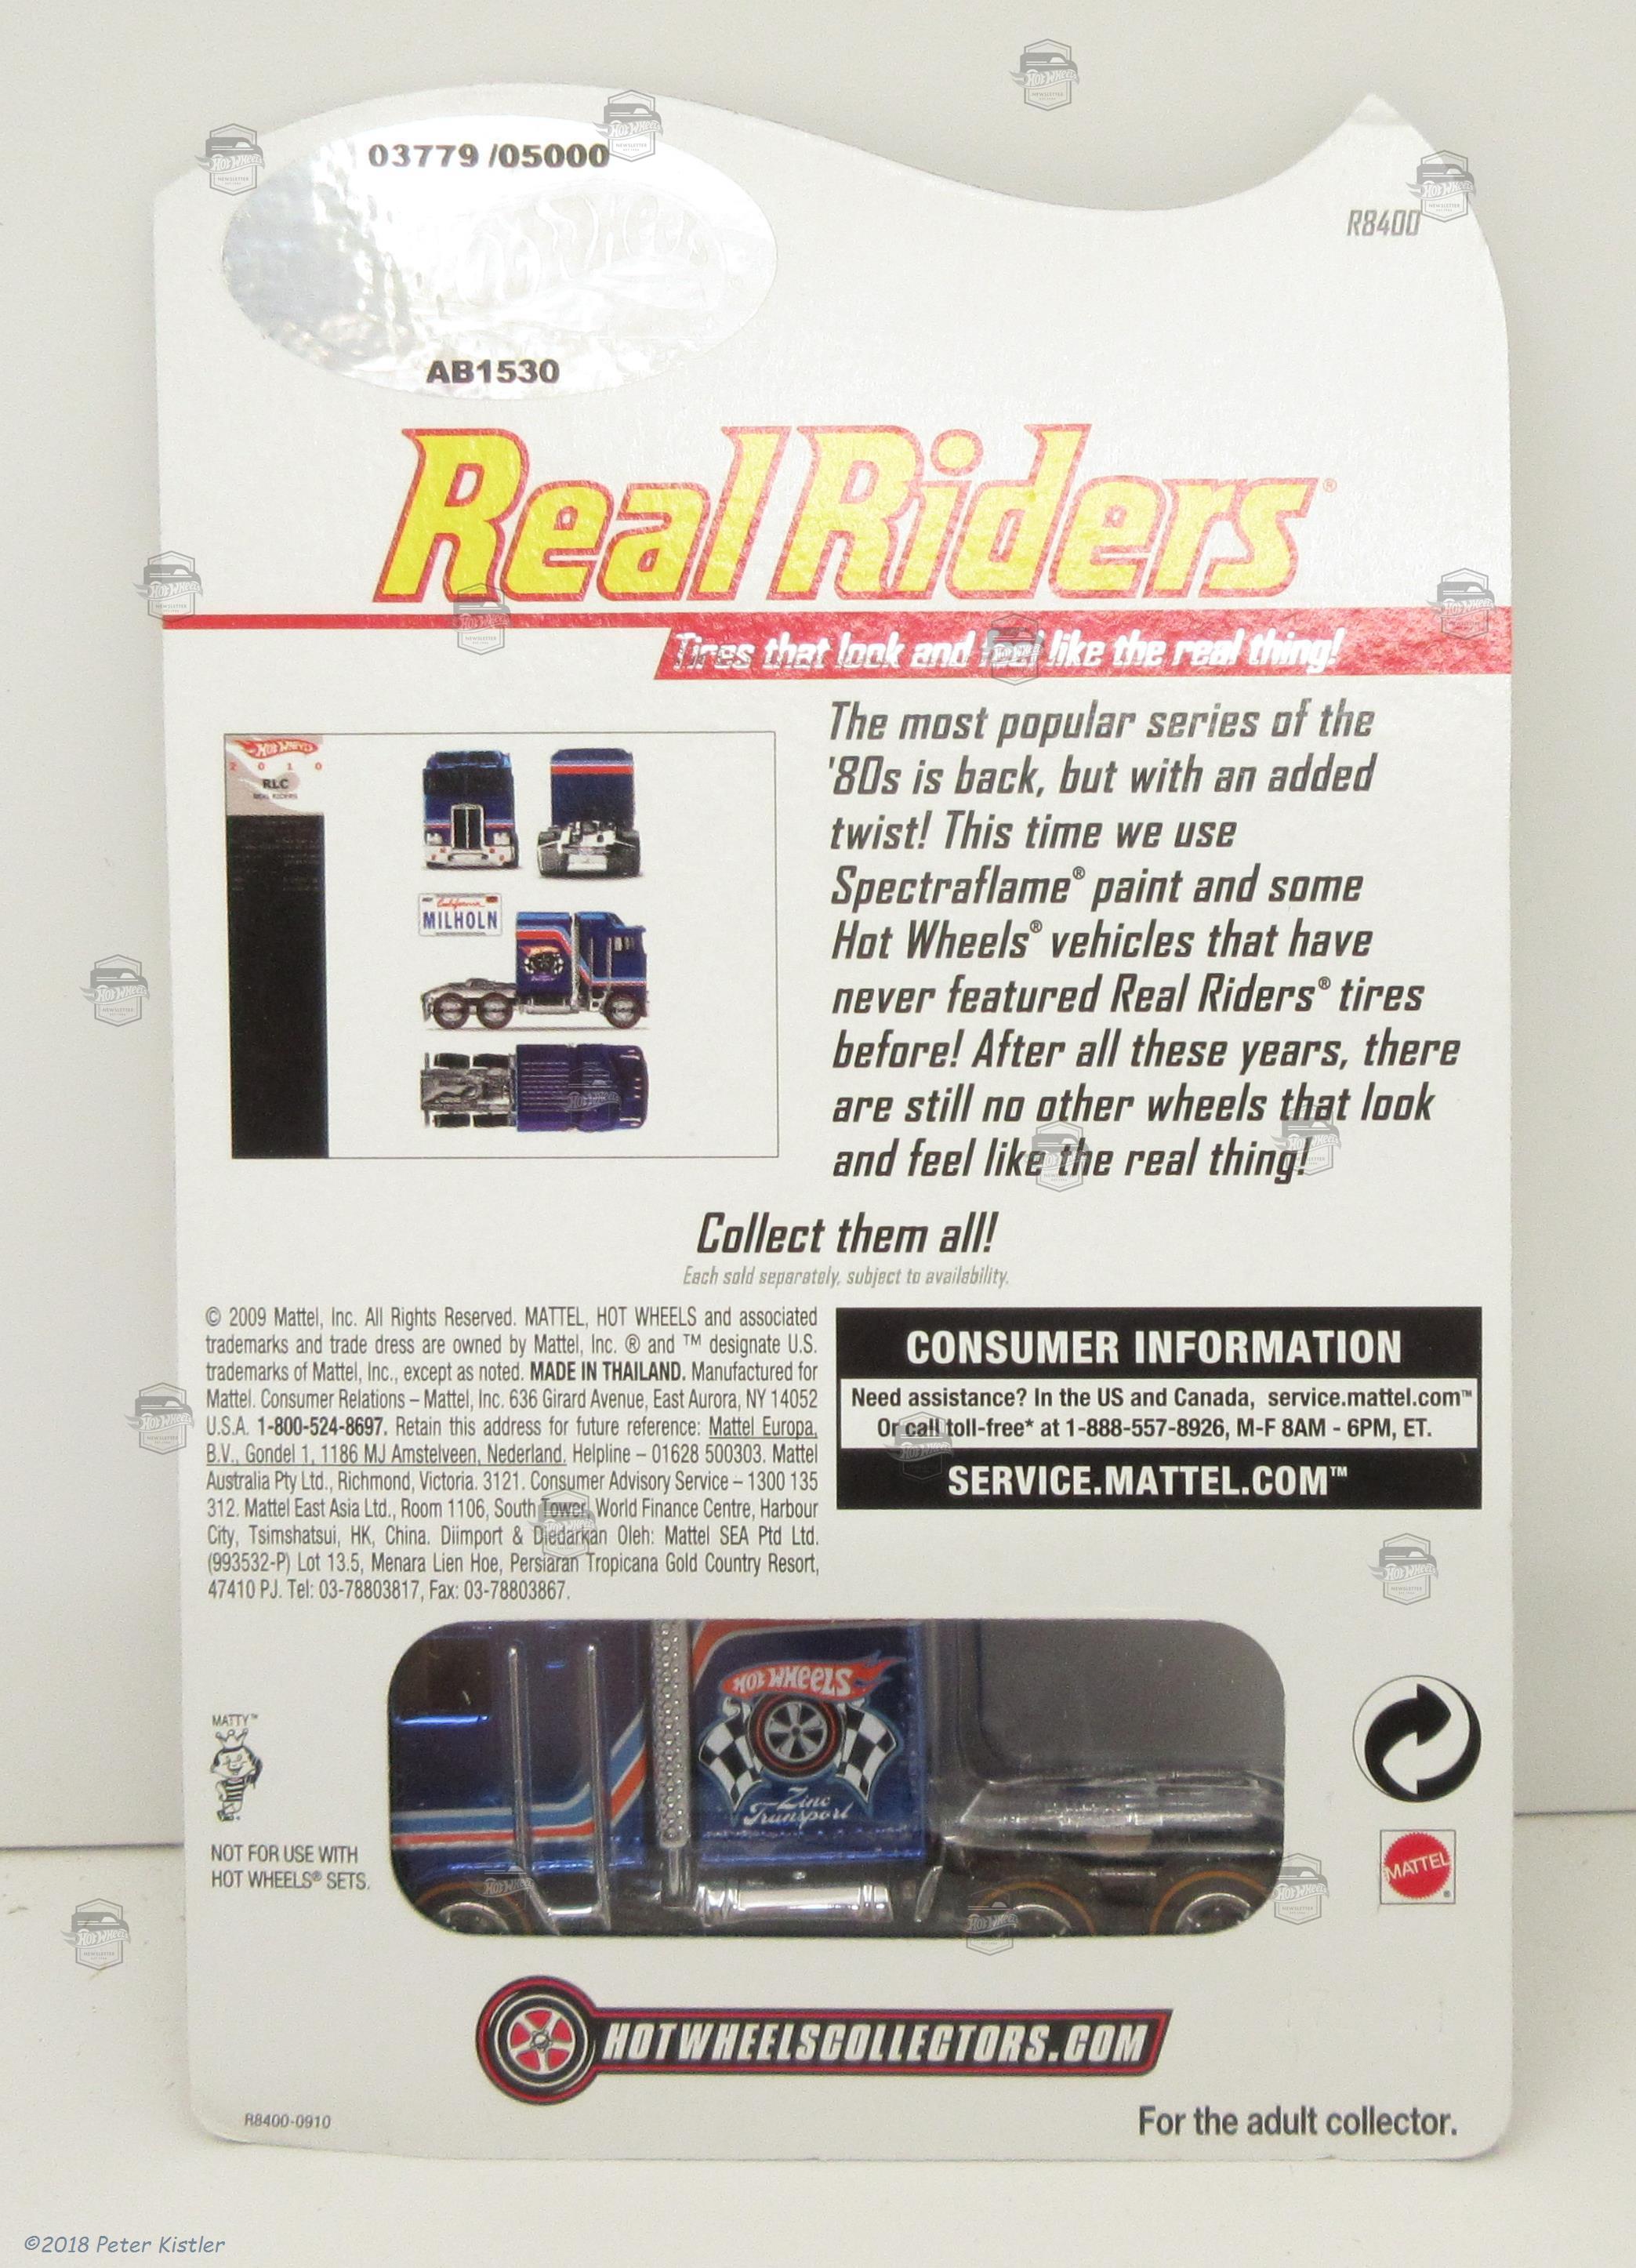 03779 /05000
AB1530
R8400
Real Riders®
Tires that look and feel like the real thing!
HOT WHEELS
2 0 1 0
RLC
REAL RIDERS
California
MILHOLN
The most popular series of the
'80s is back, but with an added
twist! This time we use
Spectraflame® paint and some
Hot Wheels® vehicles that have
never featured Real Riders® tires
before! After all these years, there
are still no other wheels that look
and feel like the real thing!
Collect them all!
Each sold separately, subject to availability.
© 2009 Mattel, Inc. All Rights Reserved. MATTEL, HOT WHEELS and associated
trademarks and trade dress are owned by Mattel, Inc. ® and ™ designate U.S.
trademarks of Mattel, Inc., except as noted. MADE IN THAILAND. Manufactured for
Mattel. Consumer Relations – Mattel, Inc. 636 Girard Avenue, East Aurora, NY 14052
U.S.A. 1-800-524-8697. Retain this address for future reference: Mattel Europa,
B.V., Gondel 1, 1186 MJ Amstelveen, Nederland. Helpline – 01628 500303. Mattel
Australia Pty Ltd., Richmond, Victoria. 3121. Consumer Advisory Service – 1300 135
312. Mattel East Asia Ltd., Room 1106, South Tower, World Finance Centre, Harbour
City, Tsimshatsui, HK, China. Diimport & Diedarkan Oleh: Mattel SEA Ptd Ltd.
(993532-P) Lot 13.5, Menara Lien Hoe, Persiaran Tropicana Gold Country Resort,
47410 PJ. Tel: 03-78803817, Fax: 03-78803867.
CONSUMER INFORMATION
Need assistance? In the US and Canada, service.mattel.com™
Or call toll-free* at 1-888-557-8926, M-F 8AM - 6PM, ET.
SERVICE.MATTEL.COM™
HOT WHEELS
Zinc
Transport
MATTY™
NOT FOR USE WITH
HOT WHEELS® SETS.
MATTEL®
HOTWHEELSCOLLECTORS.COM
R8400-0910
For the adult collector.
©2018 Peter Kistler